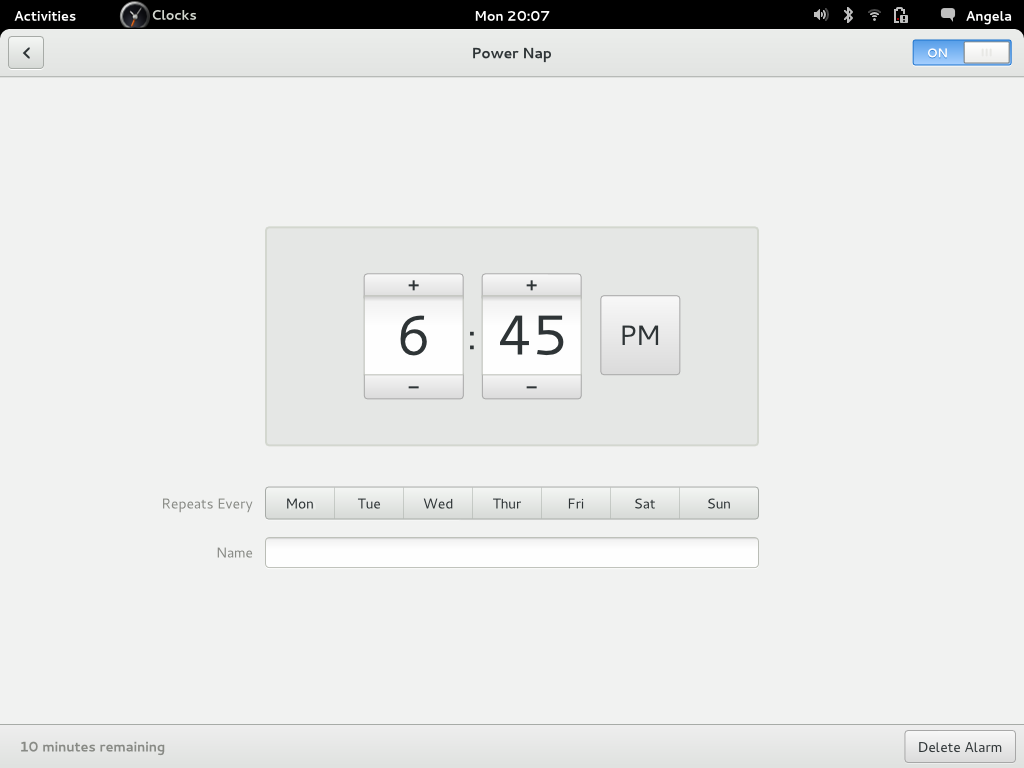 Activities Clocks Mon 20:07 Angela
Power Nap ON
+ +
6 : 45 PM
− −
Repeats Every Mon Tue Wed Thur Fri Sat Sun
Name
10 minutes remaining Delete Alarm